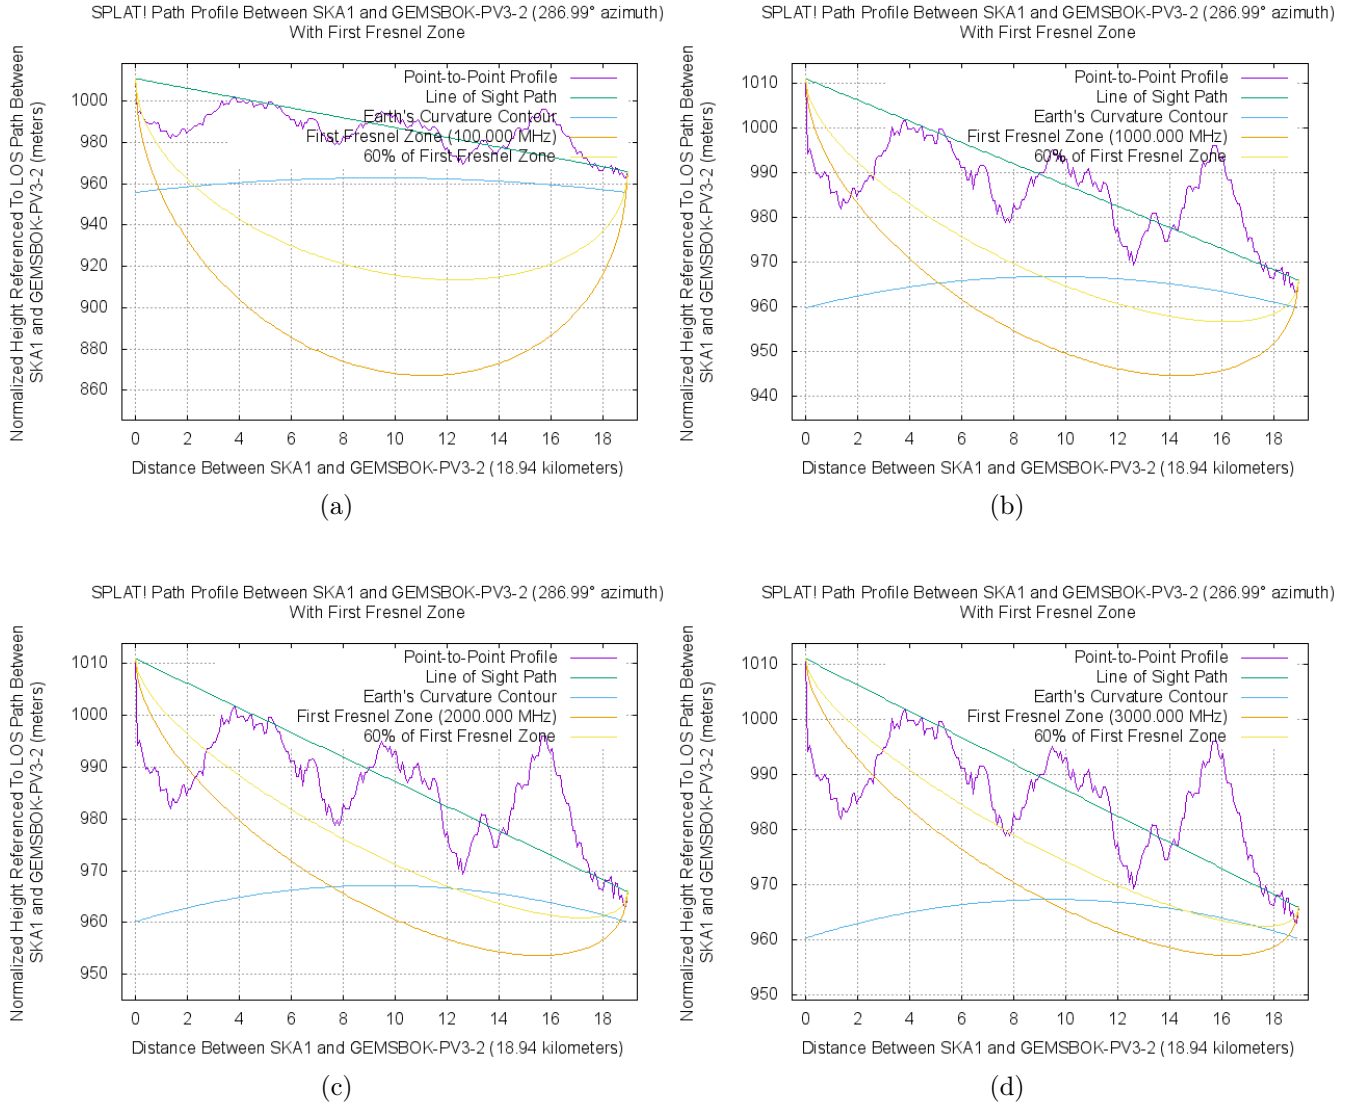 SPLAT! Path Profile Between SKA1 and GEMSBOK-PV3-2 (286.99° azimuth)
With First Fresnel Zone
Normalized Height Referenced To LOS Path Between
SKA1 and GEMSBOK-PV3-2 (meters)
Point-to-Point Profile
Line of Sight Path
Earth's Curvature Contour
First Fresnel Zone (100.000 MHz)
60% of First Fresnel Zone
1000
980
960
940
920
900
880
860
0 2 4 6 8 10 12 14 16 18
Distance Between SKA1 and GEMSBOK-PV3-2 (18.94 kilometers)
(a)
SPLAT! Path Profile Between SKA1 and GEMSBOK-PV3-2 (286.99° azimuth)
With First Fresnel Zone
Normalized Height Referenced To LOS Path Between
SKA1 and GEMSBOK-PV3-2 (meters)
Point-to-Point Profile
Line of Sight Path
Earth's Curvature Contour
First Fresnel Zone (1000.000 MHz)
60% of First Fresnel Zone
1010
1000
990
980
970
960
950
940
0 2 4 6 8 10 12 14 16 18
Distance Between SKA1 and GEMSBOK-PV3-2 (18.94 kilometers)
(b)
SPLAT! Path Profile Between SKA1 and GEMSBOK-PV3-2 (286.99° azimuth)
With First Fresnel Zone
Normalized Height Referenced To LOS Path Between
SKA1 and GEMSBOK-PV3-2 (meters)
Point-to-Point Profile
Line of Sight Path
Earth's Curvature Contour
First Fresnel Zone (2000.000 MHz)
60% of First Fresnel Zone
1010
1000
990
980
970
960
950
0 2 4 6 8 10 12 14 16 18
Distance Between SKA1 and GEMSBOK-PV3-2 (18.94 kilometers)
(c)
SPLAT! Path Profile Between SKA1 and GEMSBOK-PV3-2 (286.99° azimuth)
With First Fresnel Zone
Normalized Height Referenced To LOS Path Between
SKA1 and GEMSBOK-PV3-2 (meters)
Point-to-Point Profile
Line of Sight Path
Earth's Curvature Contour
First Fresnel Zone (3000.000 MHz)
60% of First Fresnel Zone
1010
1000
990
980
970
960
950
0 2 4 6 8 10 12 14 16 18
Distance Between SKA1 and GEMSBOK-PV3-2 (18.94 kilometers)
(d)